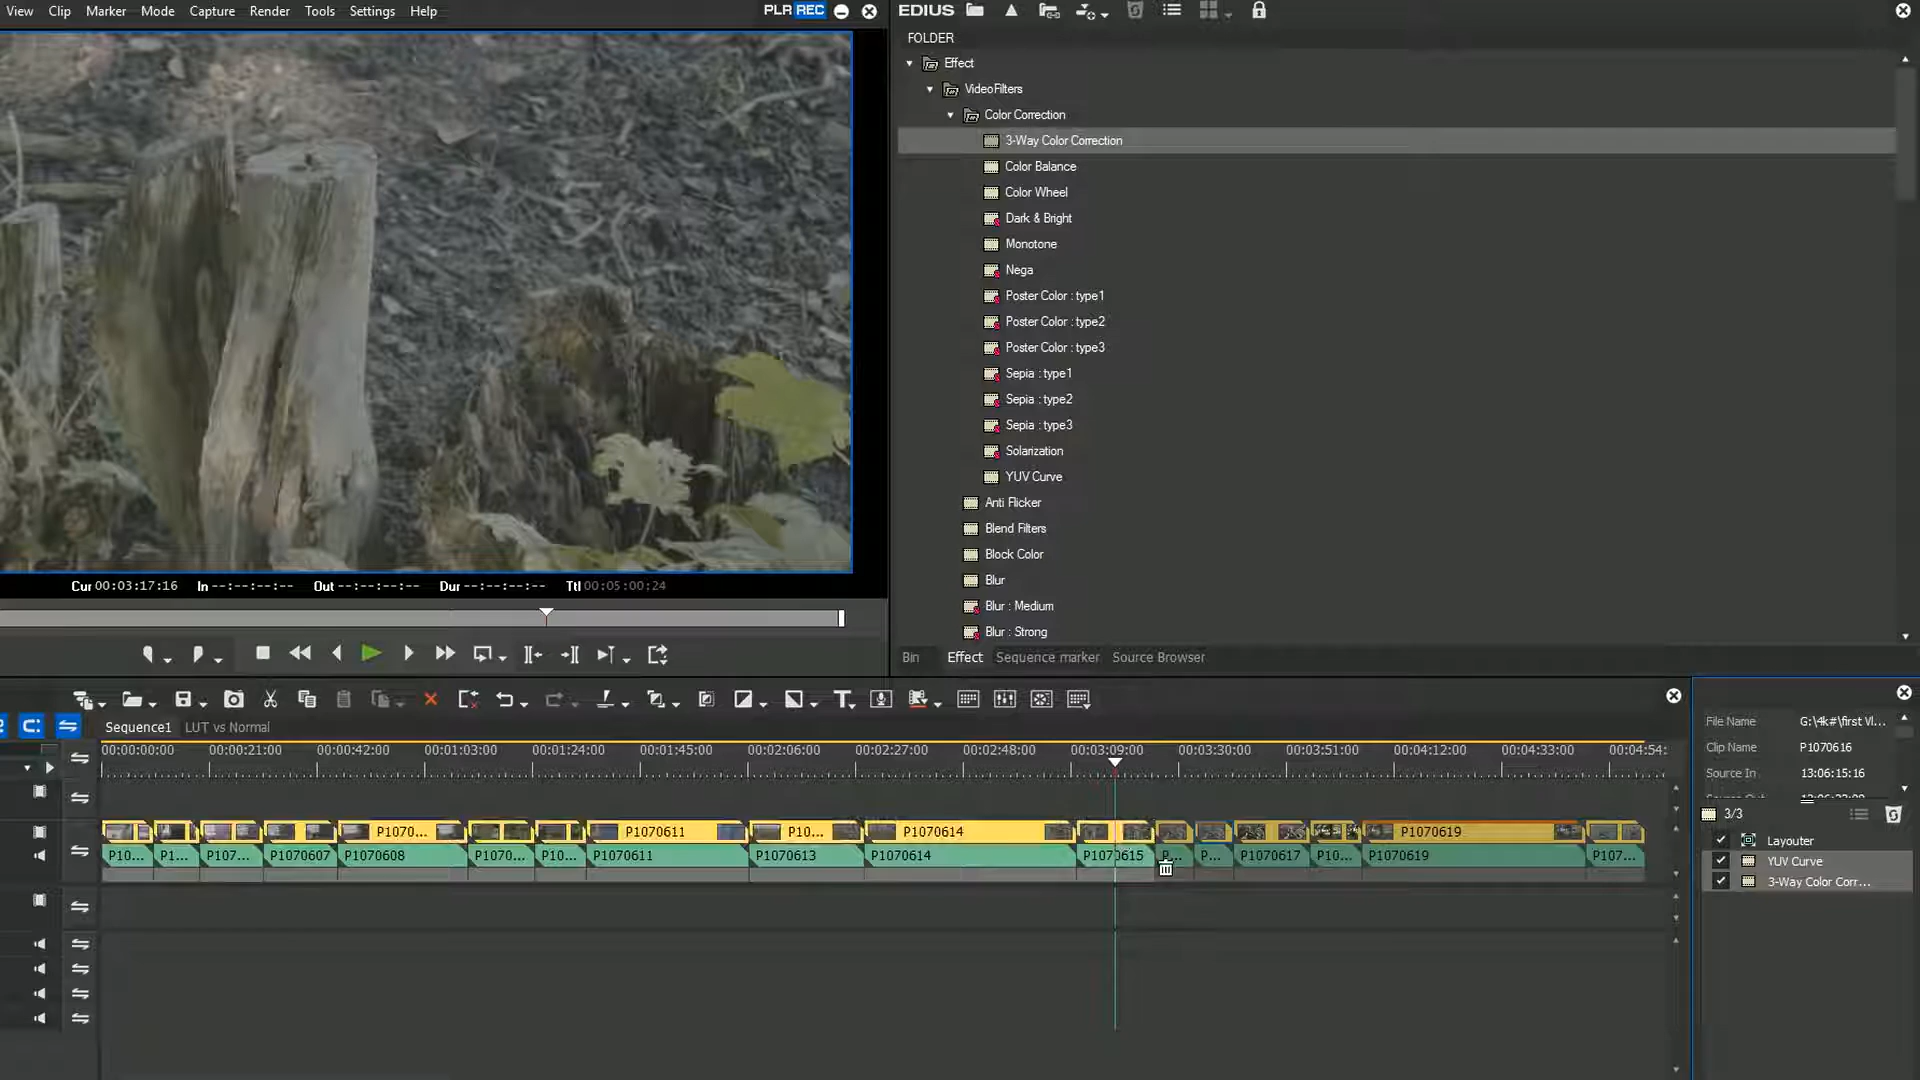 View Clip Marker Mode Capture Render Tools Settings Help
PLR REC
EDIUS
FOLDER
Effect
VideoFilters
Color Correction
3-Way Color Correction
Color Balance
Color Wheel
Dark & Bright
Monotone
Nega
Poster Color : type1
Poster Color : type2
Poster Color : type3
Sepia : type1
Sepia : type2
Sepia : type3
Solarization
YUV Curve
Anti Flicker
Blend Filters
Block Color
Blur
Blur : Medium
Blur : Strong
Cur 00:03:17:16 In --:--:--:-- Out --:--:--:-- Dur --:--:--:-- Ttl 00:05:00:24
Bin Effect Sequence marker Source Browser
Sequence1 LUT vs Normal
00:00:00:00 00:00:21:00 00:00:42:00 00:01:03:00 00:01:24:00 00:01:45:00 00:02:06:00 00:02:27:00 00:02:48:00 00:03:09:00 00:03:30:00 00:03:51:00 00:04:12:00 00:04:33:00 00:04:54:
P1070... P1070611 P10... P1070614 P1070619
P10... P1... P107... P1070607 P1070608 P1070... P10... P1070611 P1070613 P1070614 P1070615 P... P... P1070617 P10... P1070619 P107...
File Name G:\4k#\first Vl...
Clip Name P1070616
Source In 13:06:15:16
3/3
Layouter
YUV Curve
3-Way Color Corr...